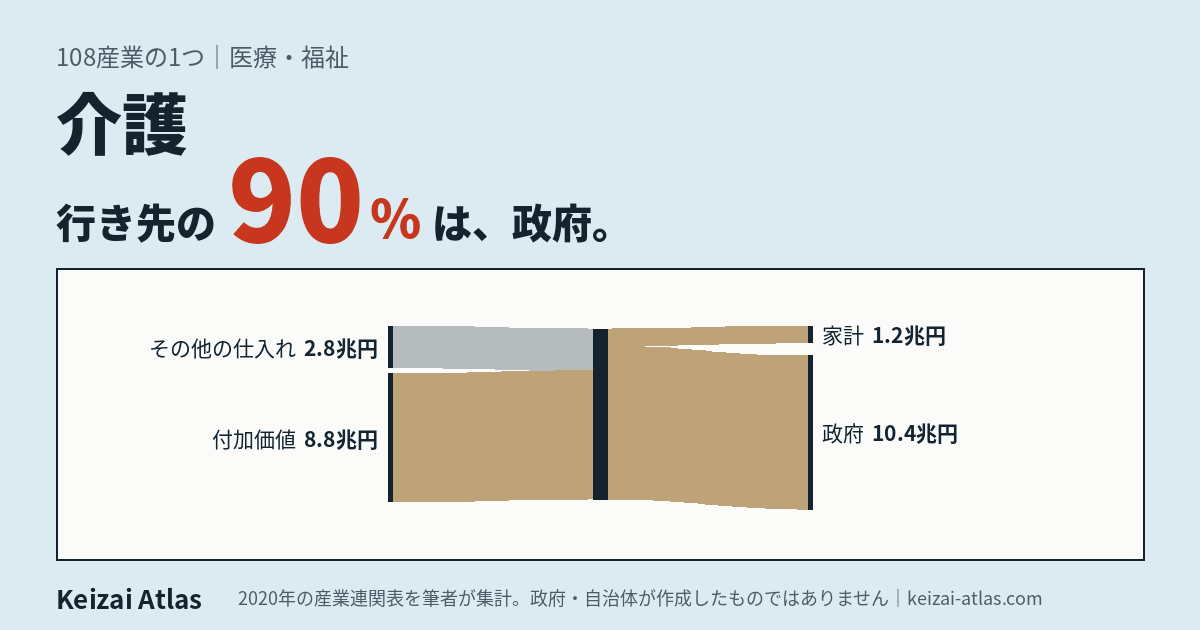 108産業の1つ｜医療・福祉
介護
行き先の 90% は、政府。
その他の仕入れ 2.8兆円
付加価値 8.8兆円
家計 1.2兆円
政府 10.4兆円
Keizai Atlas
2020年の産業連関表を筆者が集計。政府・自治体が作成したものではありません｜keizai-atlas.com